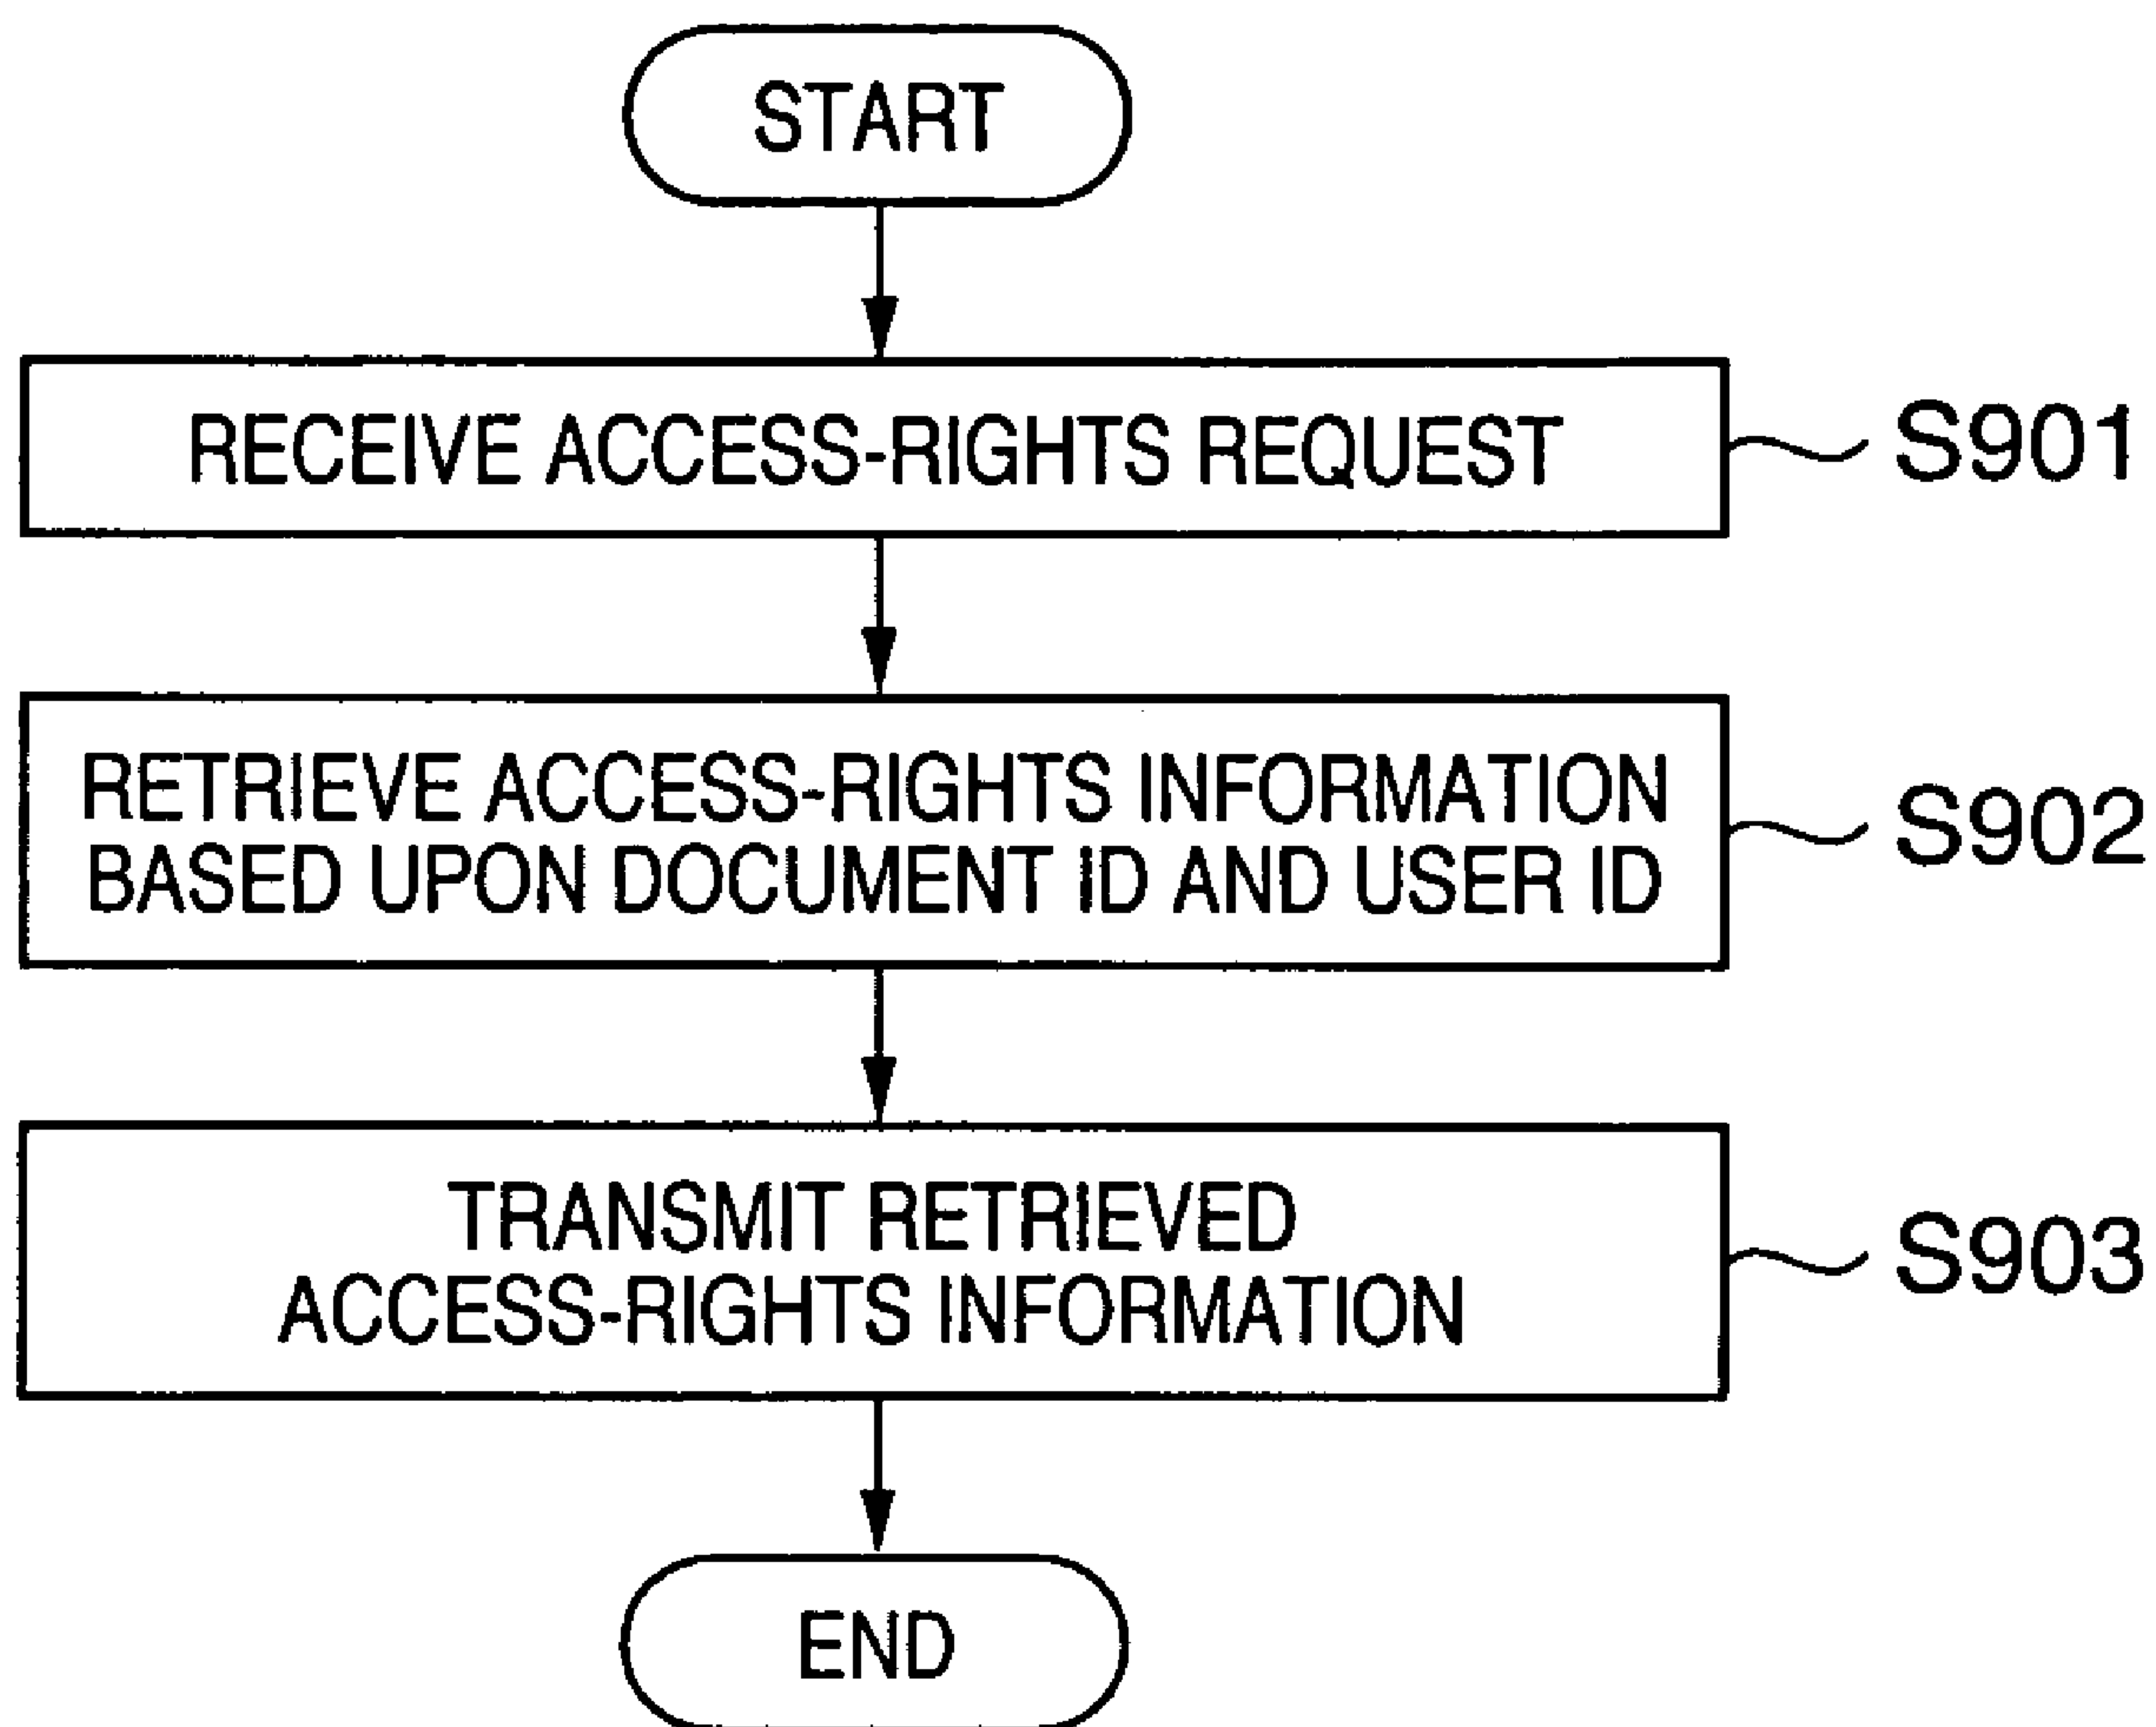 START
RECEIVE ACCESS-RIGHTS REQUEST
S901
RETRIEVE ACCESS-RIGHTS INFORMATION
BASED UPON DOCUMENT ID AND USER ID
S902
TRANSMIT RETRIEVED
ACCESS-RIGHTS INFORMATION
S903
END